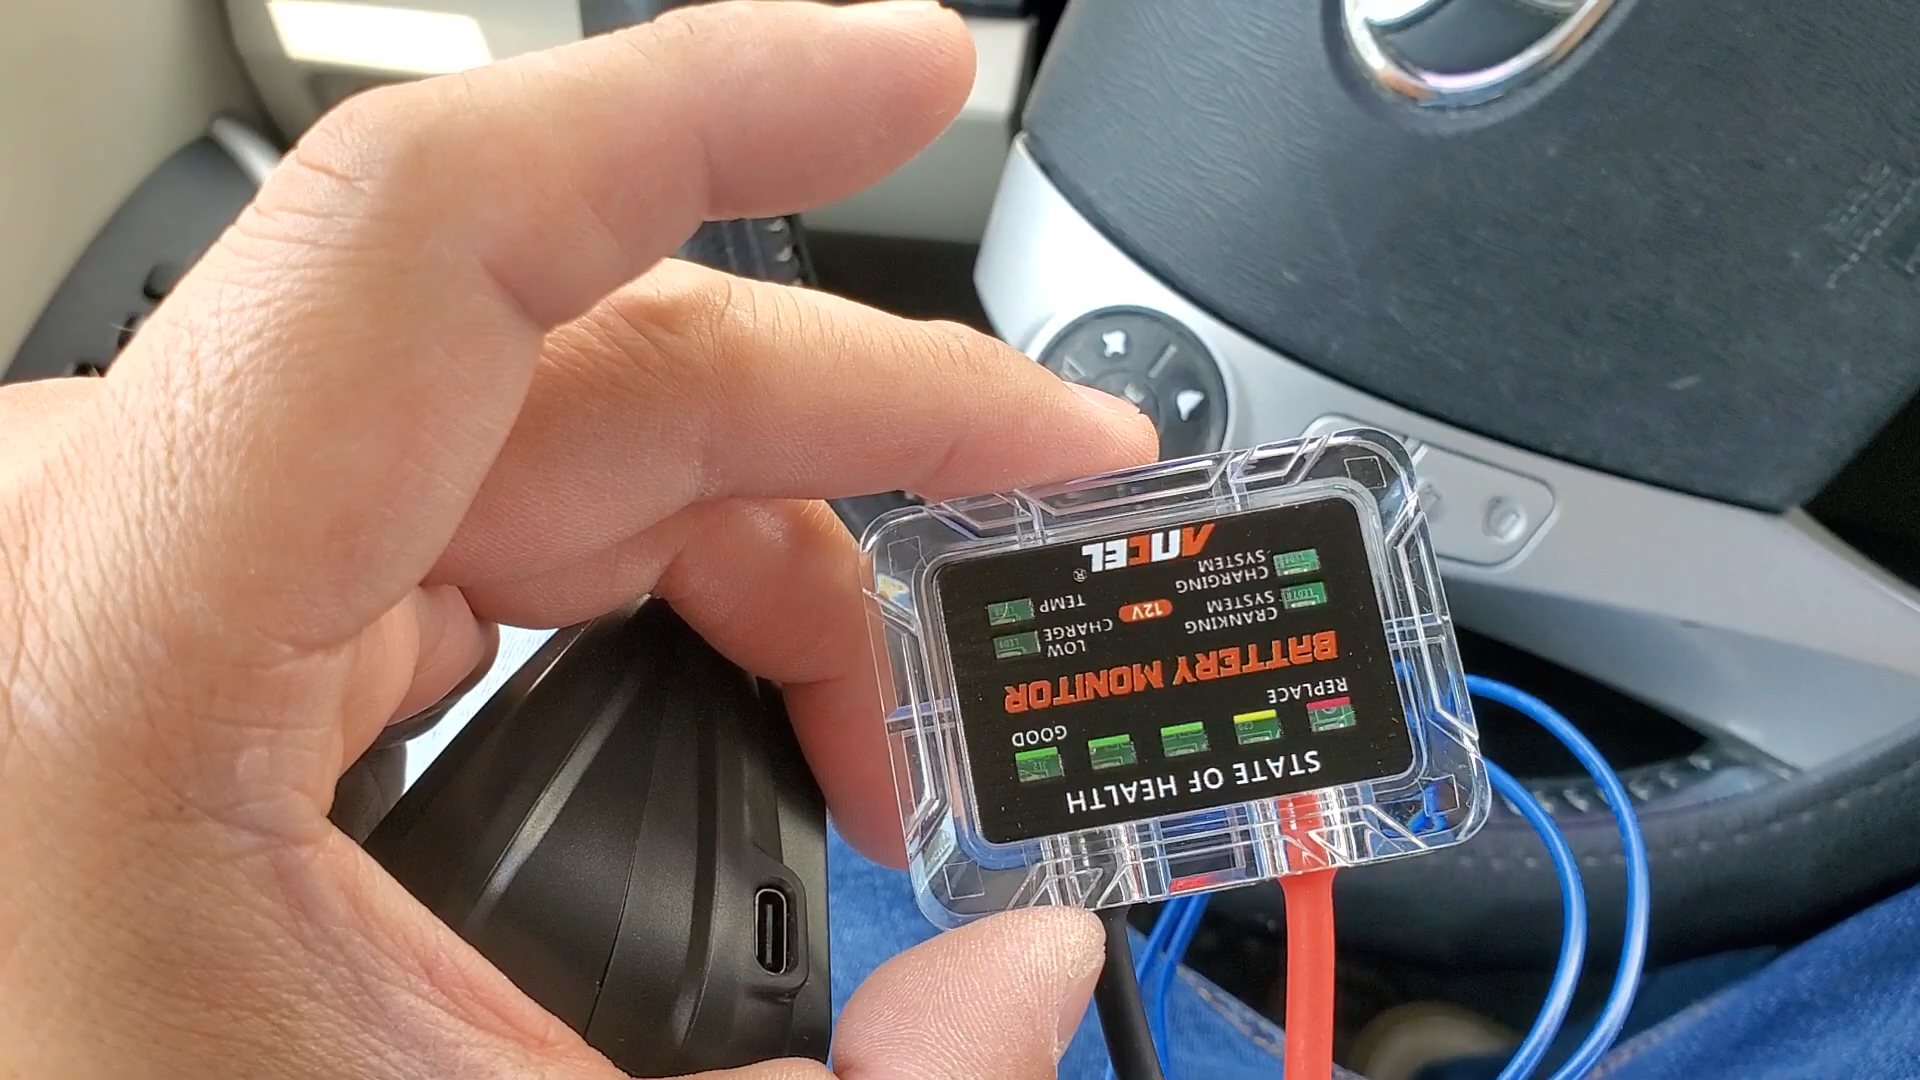 STATE OF HEALTH
REPLACE GOOD
BATTERY MONITOR
CRANKING
SYSTEM
12V
LOW
CHARGE
CHARGING
SYSTEM
TEMP
ANCEL®